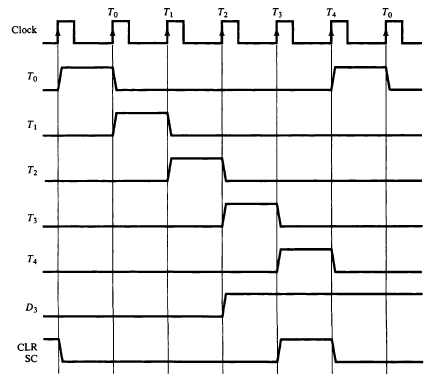 T₀ T₁ T₂ T₃ T₄ T₀
Clock
T₀
T₁
T₂
T₃
T₄
D₃
CLR
SC